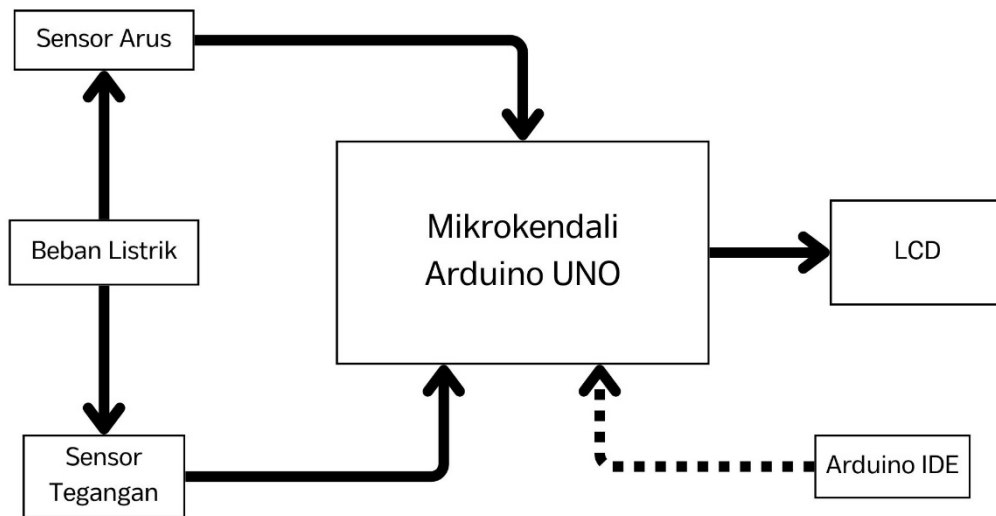 Sensor Arus
Beban Listrik
Sensor
Tegangan
Mikrokendali
Arduino UNO
LCD
Arduino IDE